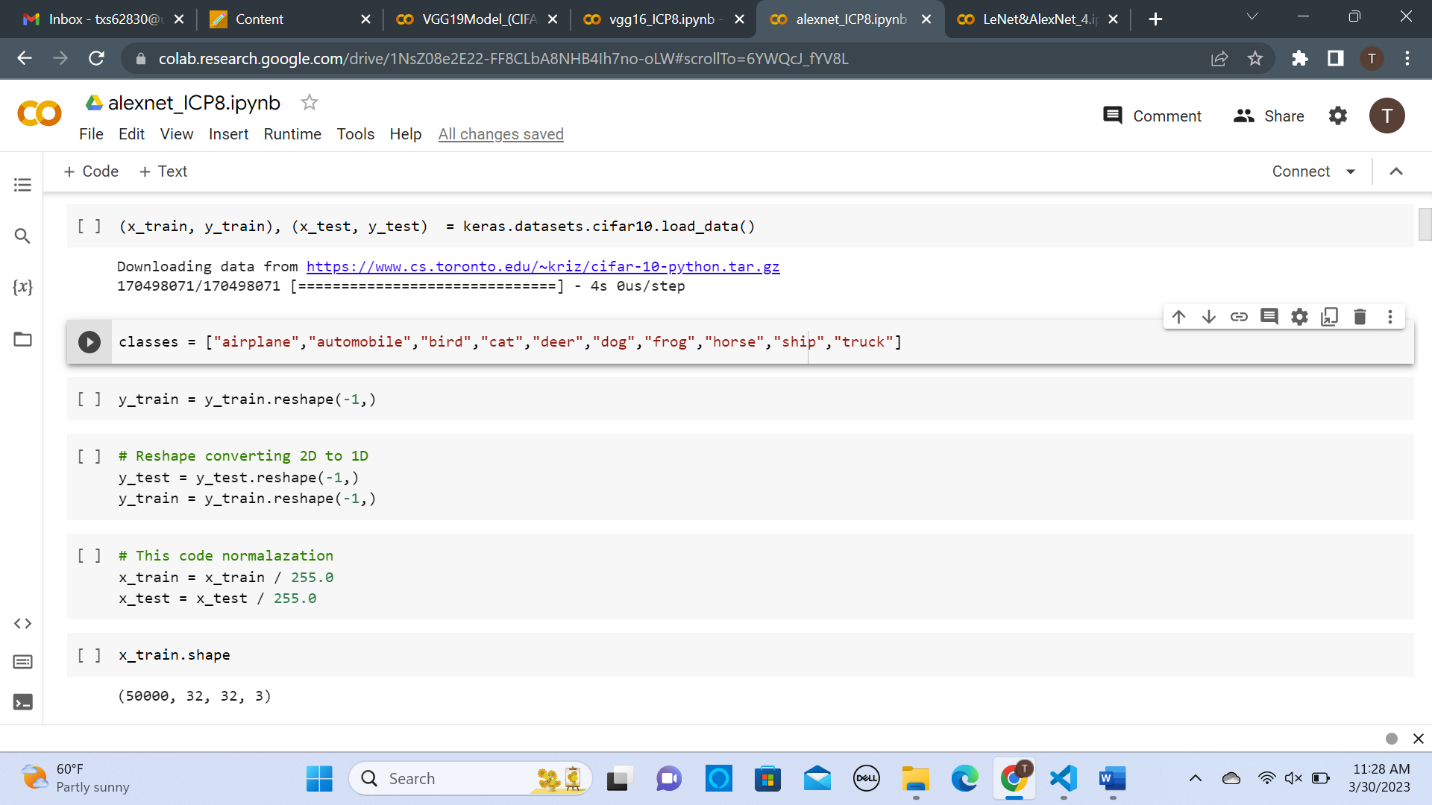 Inbox - txs62830@u
Content
VGG19Model_(CIFA
vgg16_ICP8.ipynb -
alexnet_ICP8.ipynb
LeNet&AlexNet_4.i
colab.research.google.com/drive/1NsZ08e2E22-FF8CLbA8NHB4Ih7no-oLW#scrollTo=6YWQcJ_fYV8L
T
CO
alexnet_ICP8.ipynb
Comment
Share
T
File Edit View Insert Runtime Tools Help All changes saved
+ Code + Text
Connect
[ ] (x_train, y_train), (x_test, y_test)  = keras.datasets.cifar10.load_data()
Downloading data from https://www.cs.toronto.edu/~kriz/cifar-10-python.tar.gz
170498071/170498071 [==============================] - 4s 0us/step
{x}
classes = ["airplane","automobile","bird","cat","deer","dog","frog","horse","ship","truck"]
[ ] y_train = y_train.reshape(-1,)
[ ] # Reshape converting 2D to 1D
y_test = y_test.reshape(-1,)
y_train = y_train.reshape(-1,)
[ ] # This code normalazation
x_train = x_train / 255.0
x_test = x_test / 255.0
[ ] x_train.shape
(50000, 32, 32, 3)
60°F
Partly sunny
Search
DELL
T
W
11:28 AM
3/30/2023